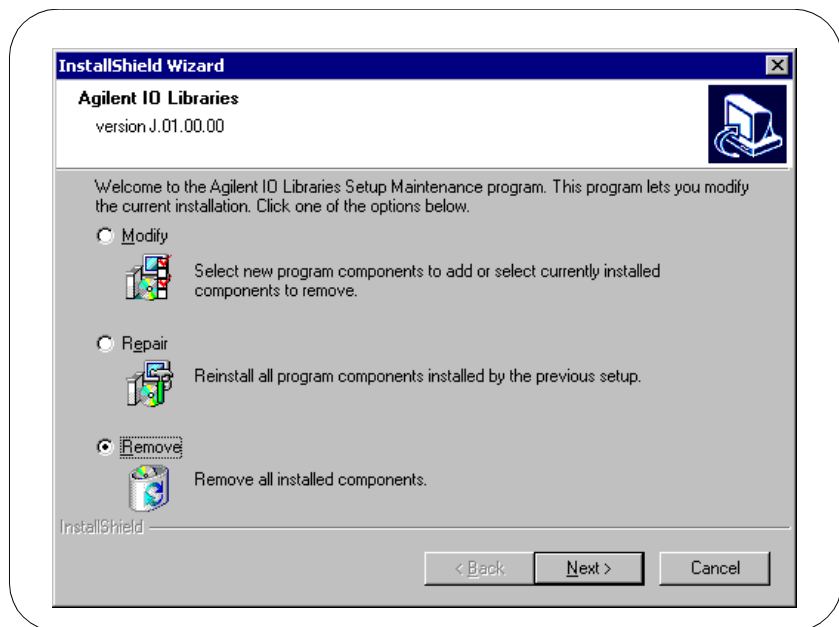 InstallShield Wizard
Agilent IO Libraries
version J.01.00.00
Welcome to the Agilent IO Libraries Setup Maintenance program. This program lets you modify
the current installation. Click one of the options below.
Modify
Select new program components to add or select currently installed
components to remove.
Repair
Reinstall all program components installed by the previous setup.
Remove
Remove all installed components.
InstallShield
< Back
Next >
Cancel